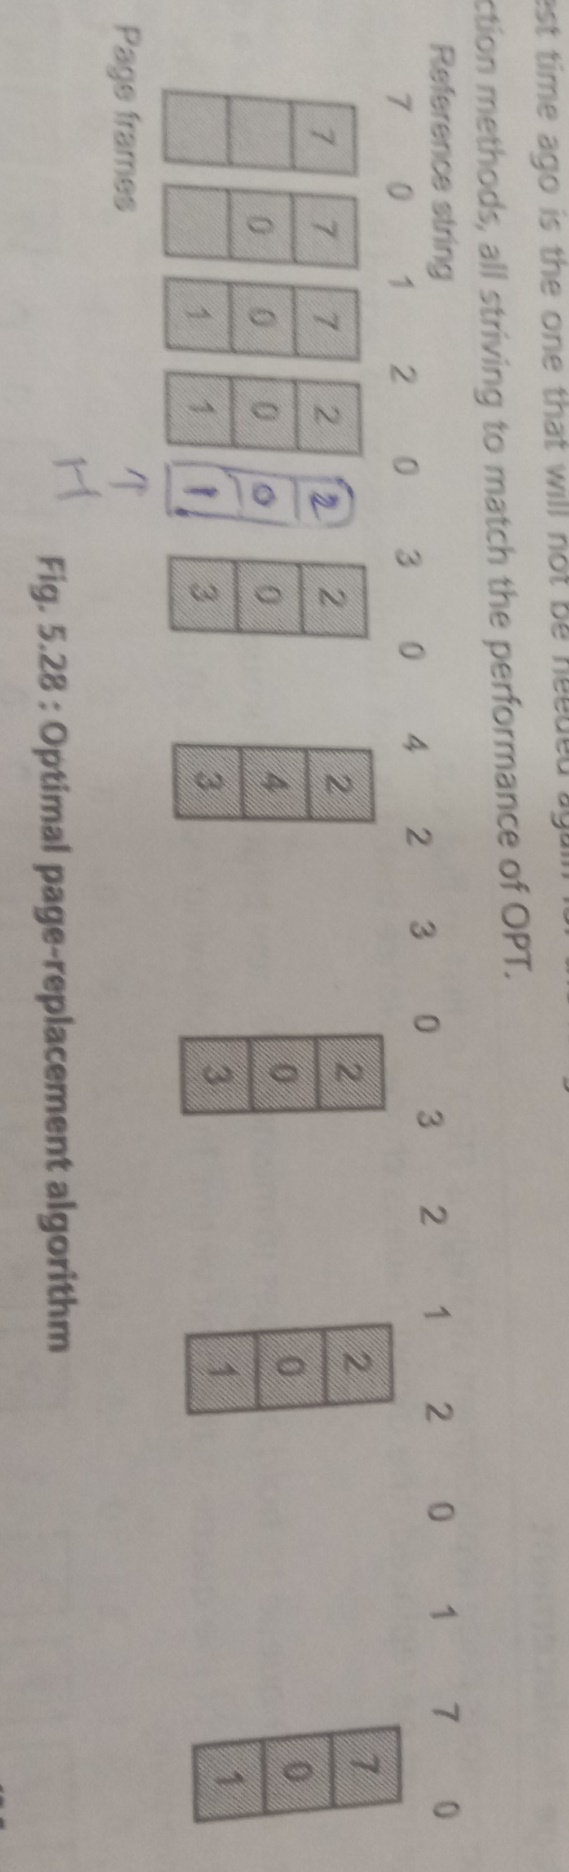 est time ago is the one that will not be needed again
ction methods, all striving to match the performance of OPT.
Reference string
7 0 1 2 0 3 0 4 2 3 0 3 2 1 2 0 1 7 0
7 7 7 2 2 2 2 2 2 7
0 0 0 0 0 4 0 0 0
1 1 1 3 3 3 1 1
Page frames
↑
H
Fig. 5.28 : Optimal page-replacement algorithm